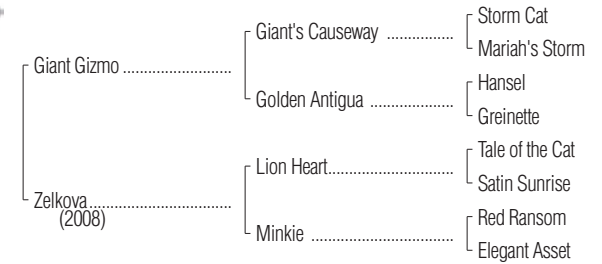 Storm Cat
Giant's Causeway ................
Mariah's Storm
Giant Gizmo ..........................
Hansel
Golden Antigua ....................
Greinette
Tale of the Cat
Lion Heart..............................
Satin Sunrise
Zelkova..................................
(2008)
Red Ransom
Minkie ..................................
Elegant Asset